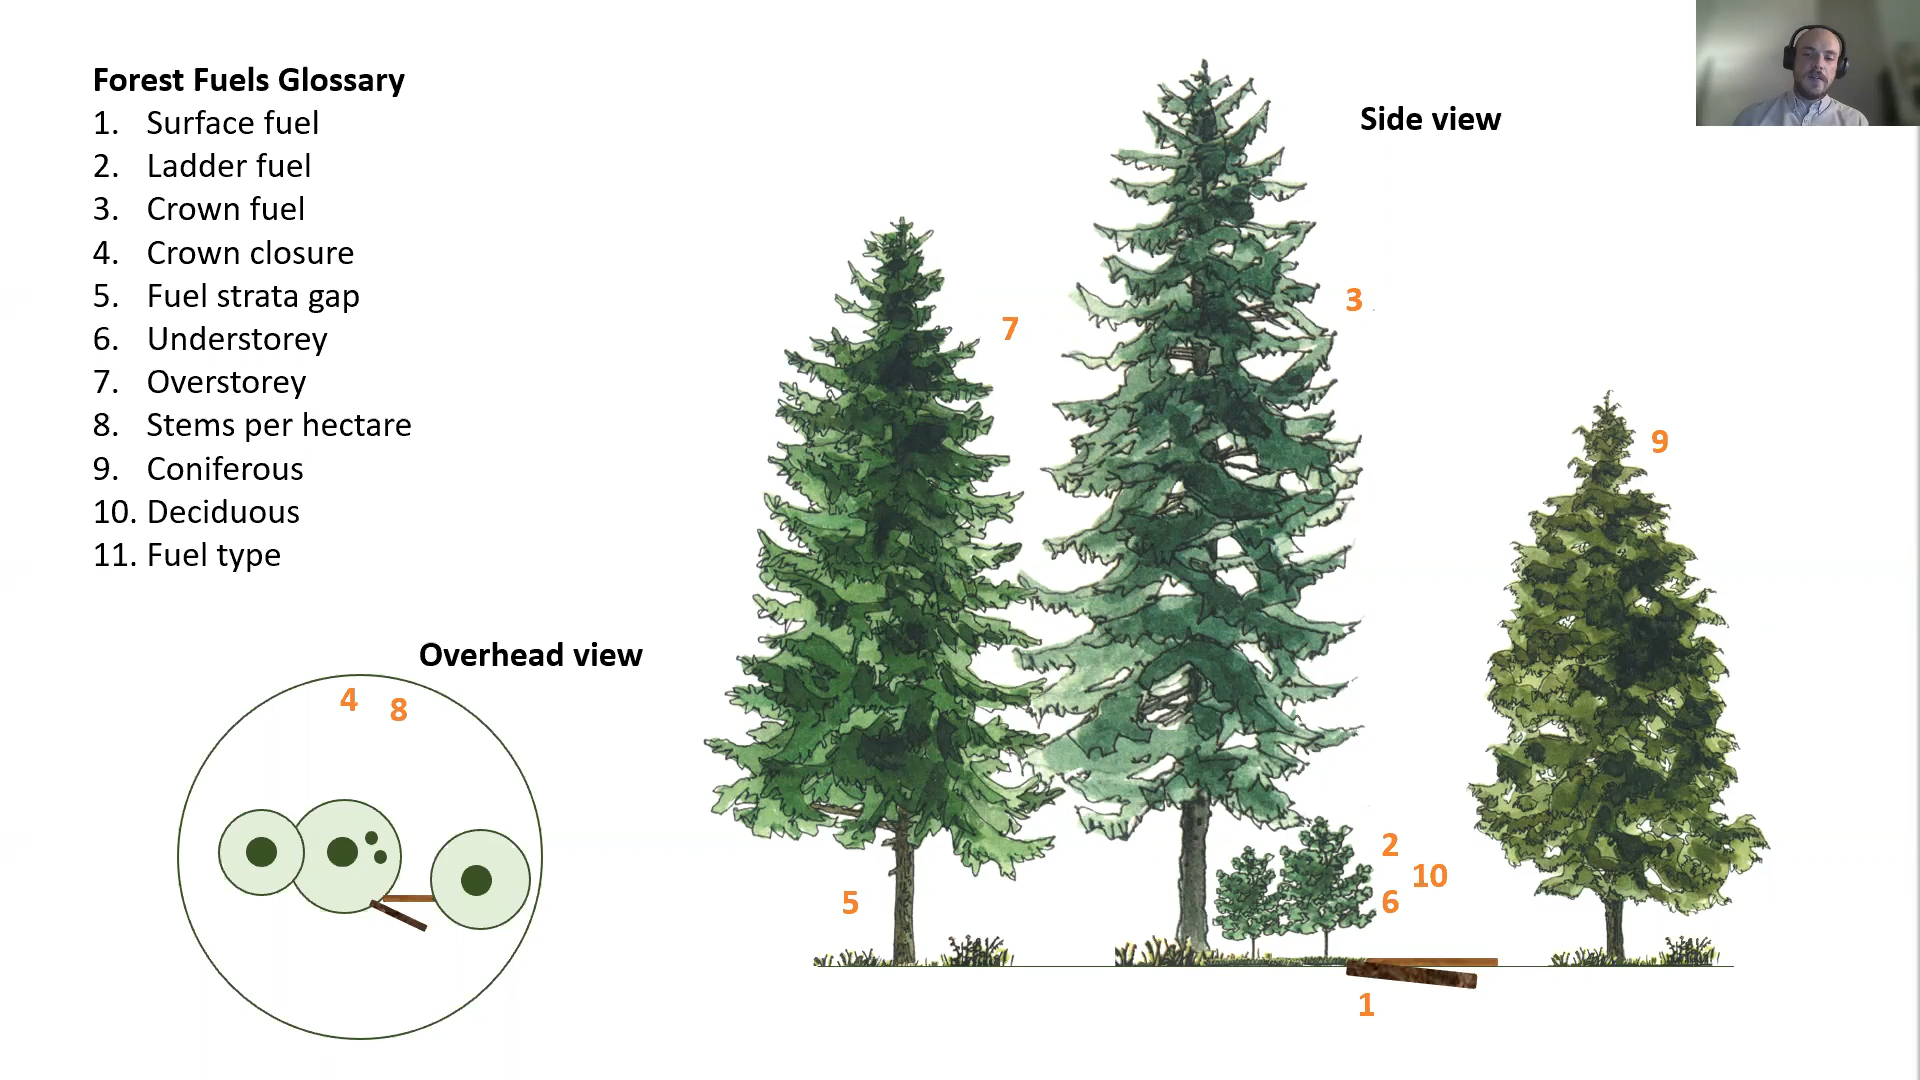 Forest Fuels Glossary
1. Surface fuel
2. Ladder fuel
3. Crown fuel
4. Crown closure
5. Fuel strata gap
6. Understorey
7. Overstorey
8. Stems per hectare
9. Coniferous
10. Deciduous
11. Fuel type
Overhead view
4 8
Side view
3
7
9
2
10
5
6
1